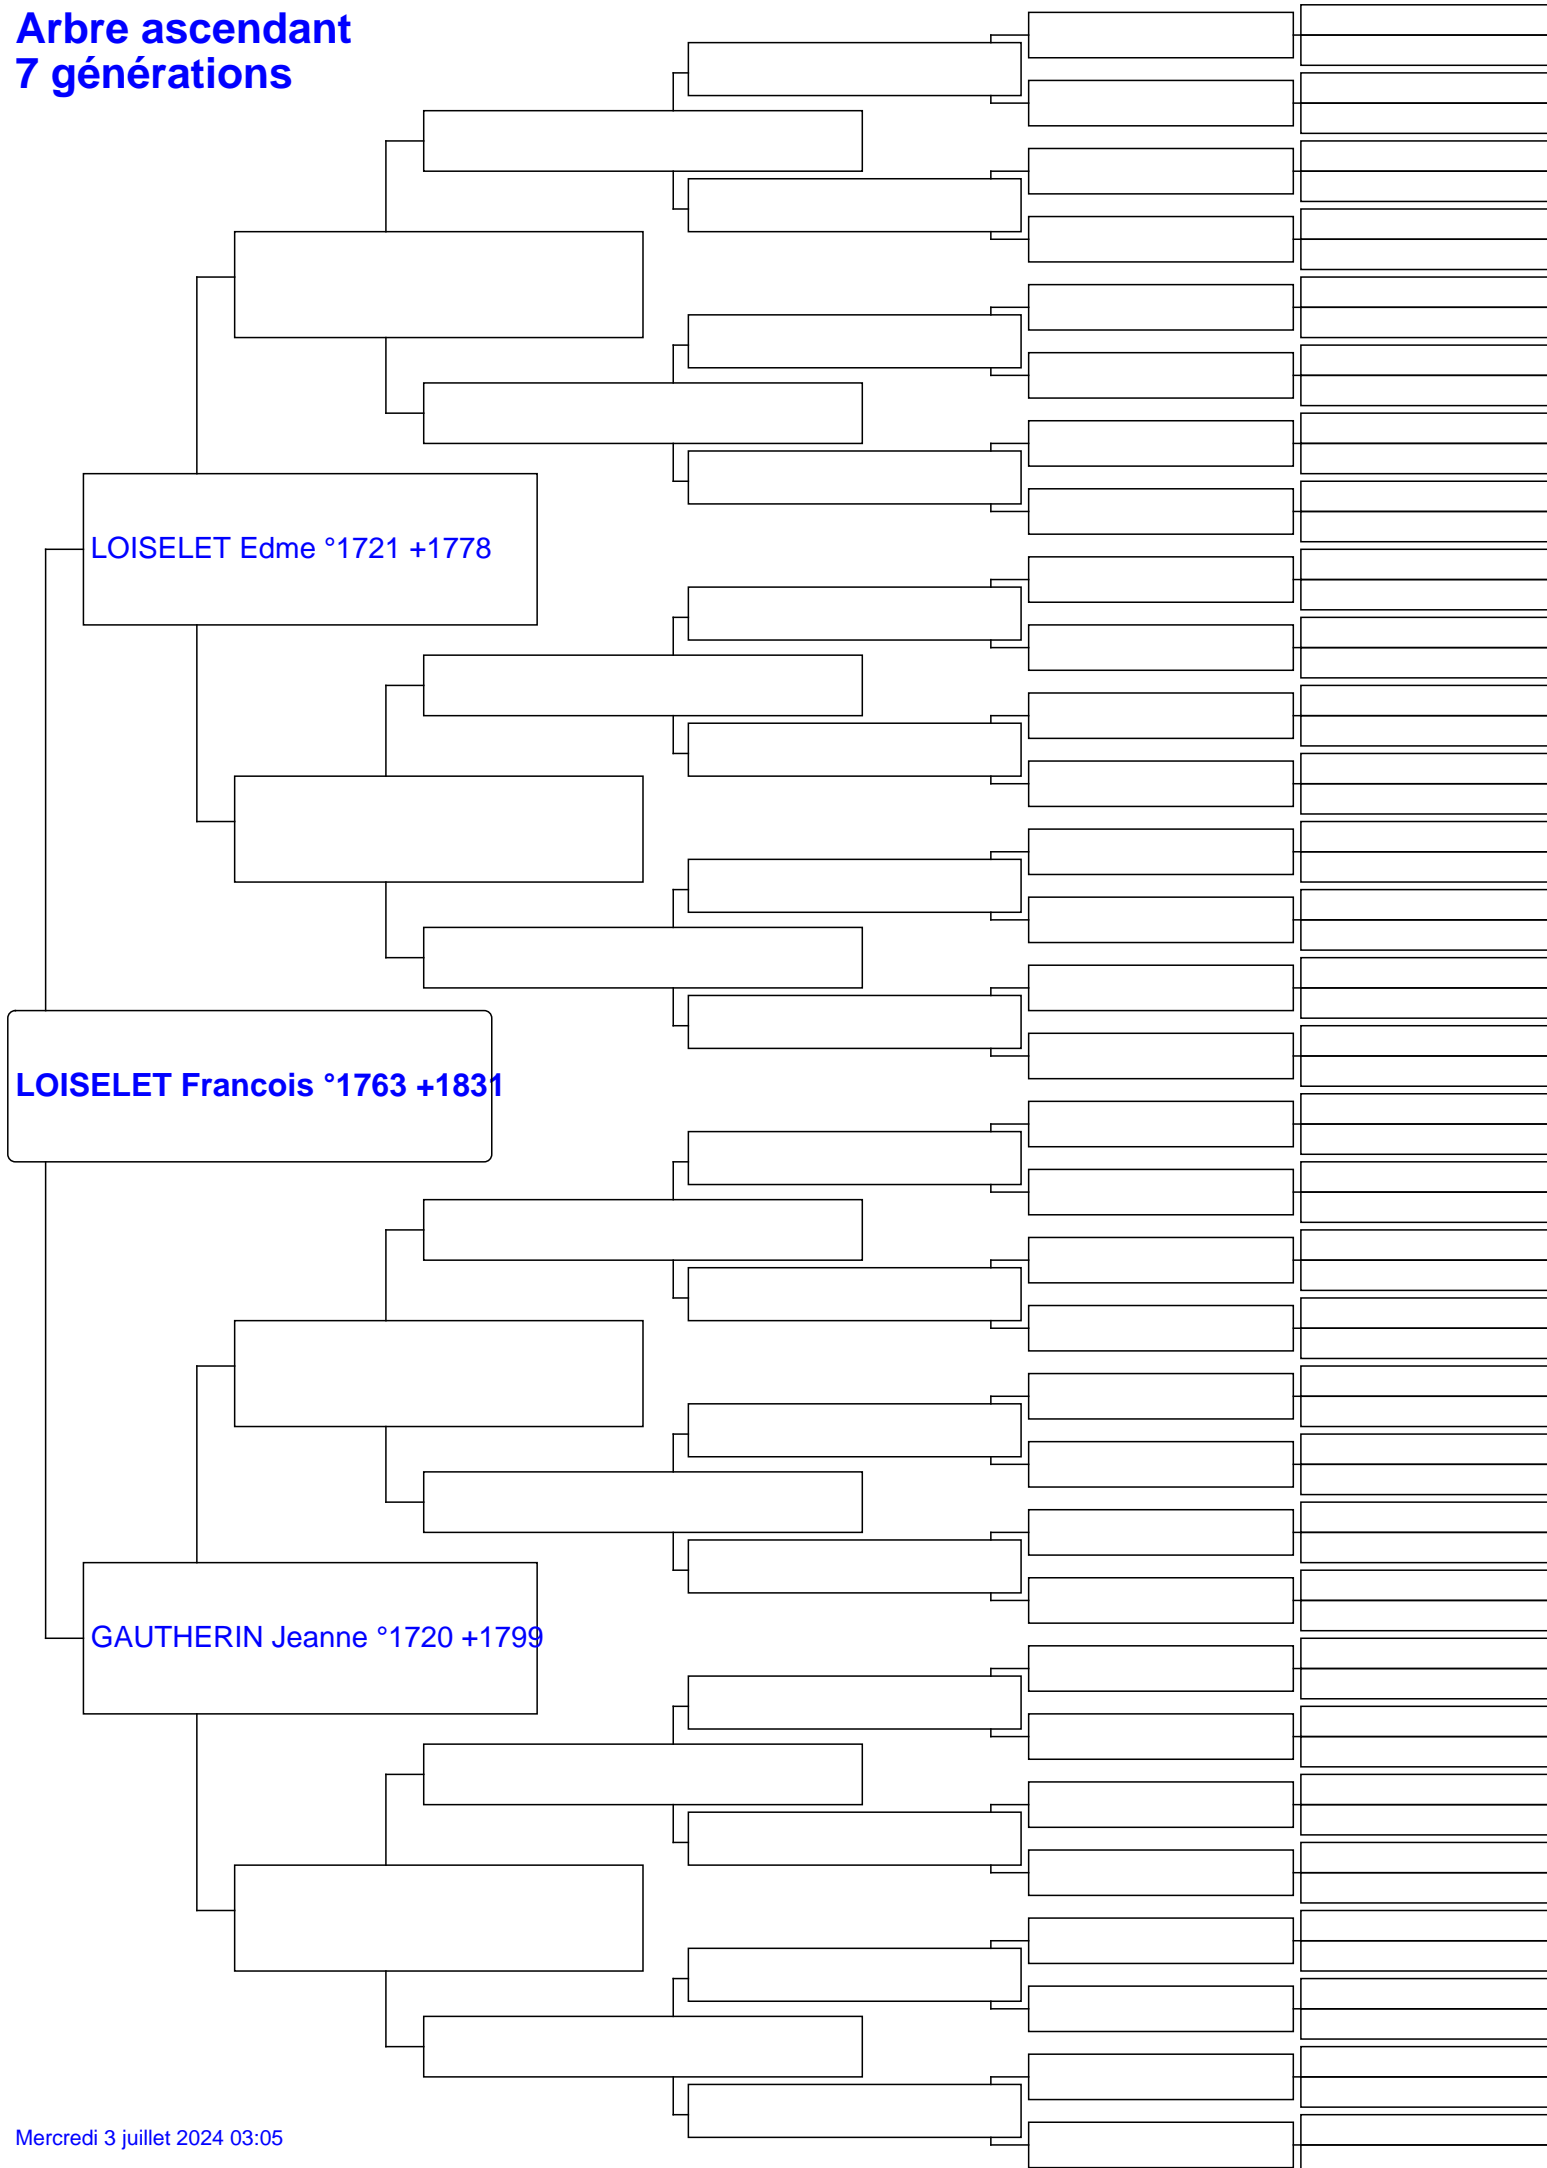 Arbre ascendant
7 générations
LOISELET Edme °1721 +1778
LOISELET Francois °1763 +1831
GAUTHERIN Jeanne °1720 +1799
Mercredi 3 juillet 2024 03:05